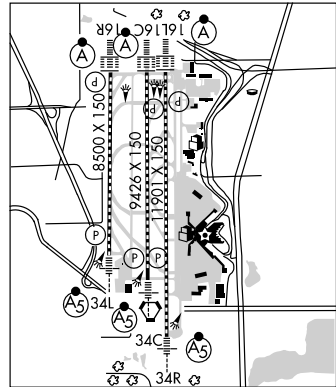 16R 16C 16L
A A A
P
P P
8500 X 150
9426 X 150
11901 X 150
P
P P
A5 A5 A5
34L
34C
34R